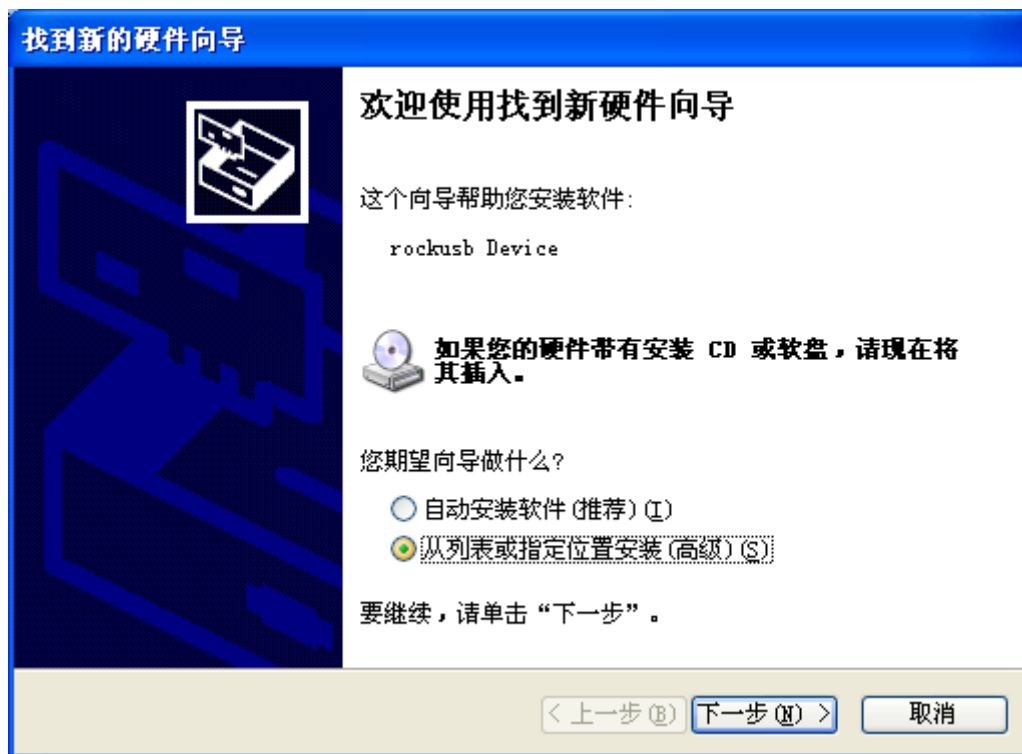 找到新的硬件向导
欢迎使用找到新硬件向导
这个向导帮助您安装软件:
rockusb Device
如果您的硬件带有安装 CD 或软盘，请现在将
其插入。
您期望向导做什么?
自动安装软件(推荐)(I)
从列表或指定位置安装(高级)(S)
要继续，请单击“下一步”。
< 上一步(B) 下一步(N) > 取消